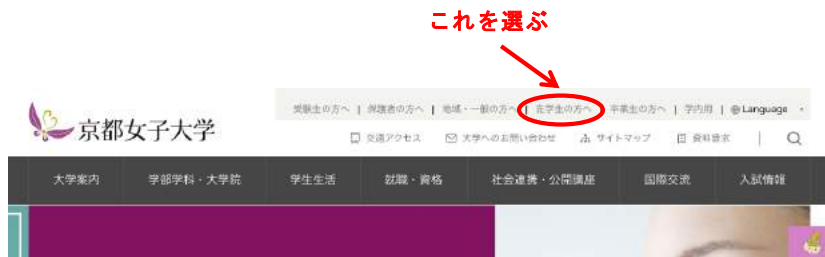 これを選ぶ
受験生の方へ | 保護者の方へ | 地域・一般の方へ | 在学生の方へ 卒業生の方へ | 学内用 | Language
京都女子大学
交通アクセス 大学へのお問い合わせ サイトマップ 資料請求
大学案内 学部学科・大学院 学生生活 就職・資格 社会連携・公開講座 国際交流 入試情報